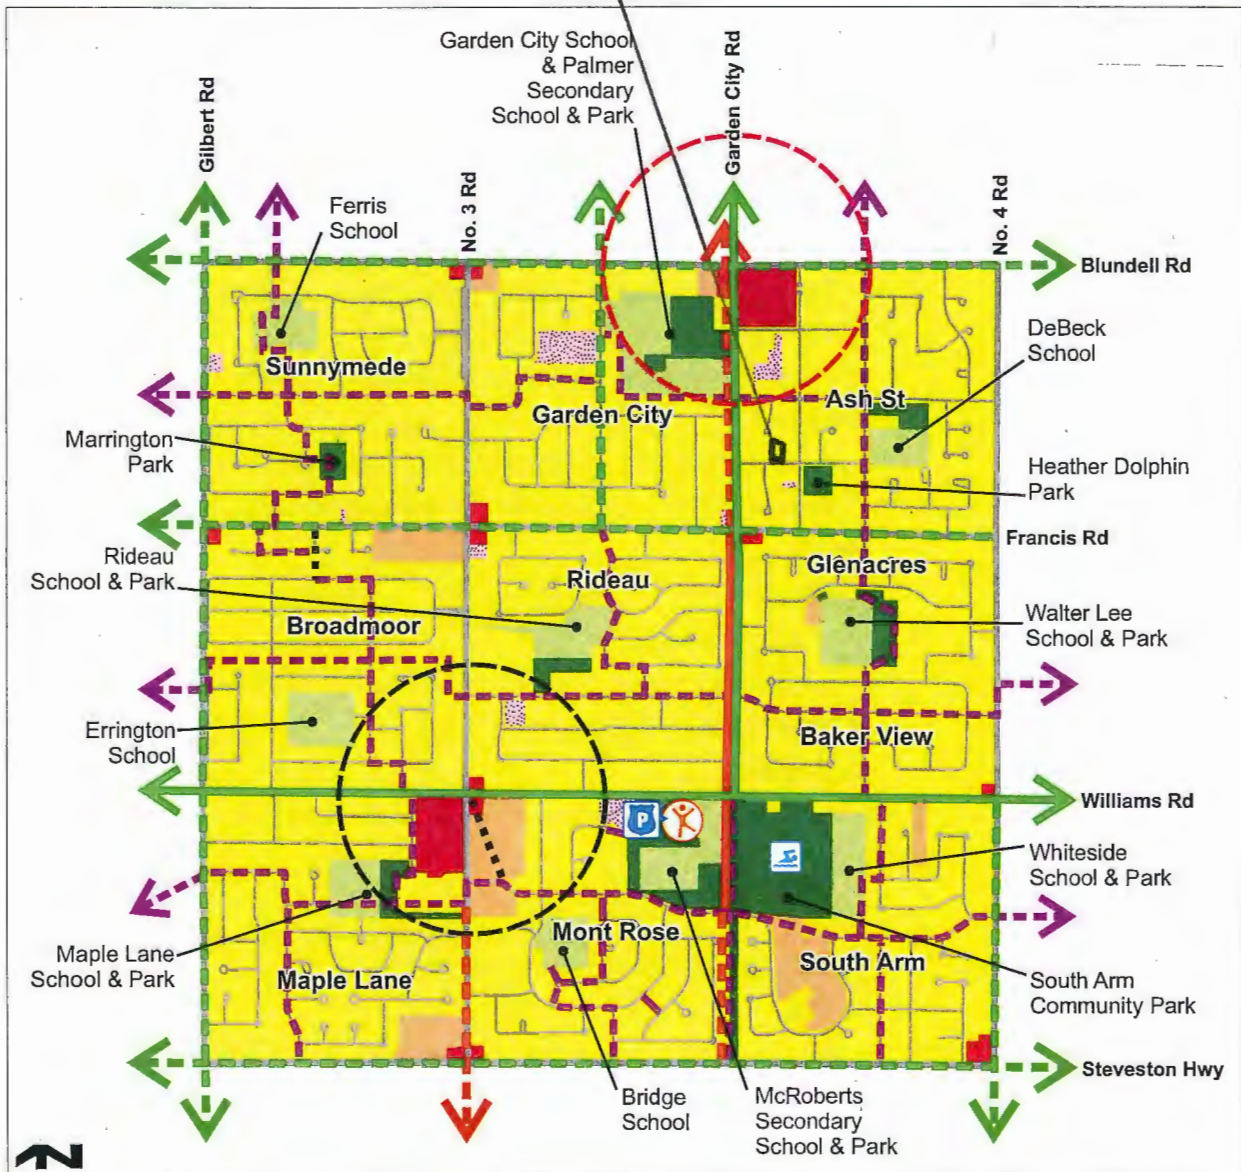 Garden City School
& Palmer
Secondary
School & Park
Garden City Rd
Gilbert Rd
No. 3 Rd
No. 4 Rd
Ferris
School
Blundell Rd
DeBeck
School
Sunnymede
Garden City
Ash St
Marrington
Park
Heather Dolphin
Park
Francis Rd
Rideau
School & Park
Rideau
Glenacres
Broadmoor
Walter Lee
School & Park
Errington
School
Baker View
Williams Rd
P
Whiteside
School & Park
Maple Lane
School & Park
Maple Lane
Mont Rose
South Arm
South Arm
Community Park
Steveston Hwy
Bridge
School
McRoberts
Secondary
School & Park
N